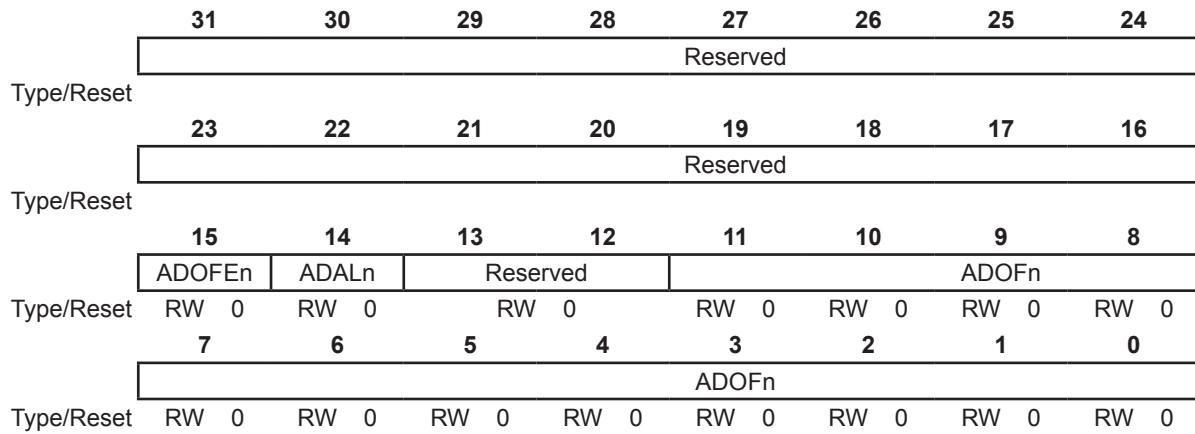 31 30 29 28 27 26 25 24
Reserved
Type/Reset
23 22 21 20 19 18 17 16
Reserved
Type/Reset
15 14 13 12 11 10 9 8
ADOFEn ADALn Reserved ADOFn
Type/Reset RW 0 RW 0 RW 0 RW 0 RW 0 RW 0 RW 0
7 6 5 4 3 2 1 0
ADOFn
Type/Reset RW 0 RW 0 RW 0 RW 0 RW 0 RW 0 RW 0 RW 0